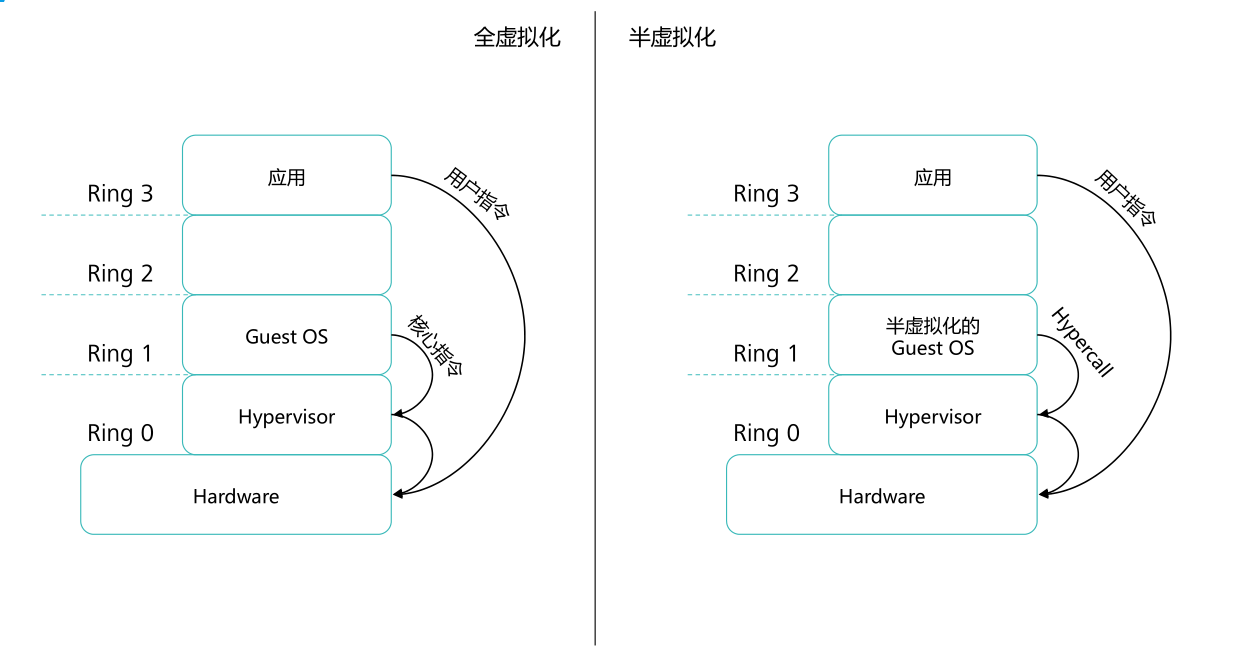 全虚拟化
半虚拟化
应用
用户指令
Ring 3
Ring 2
Guest OS
核心指令
Ring 1
Hypervisor
Ring 0
Hardware
应用
用户指令
Ring 3
Ring 2
半虚拟化的
Guest OS
Hypercall
Ring 1
Hypervisor
Ring 0
Hardware